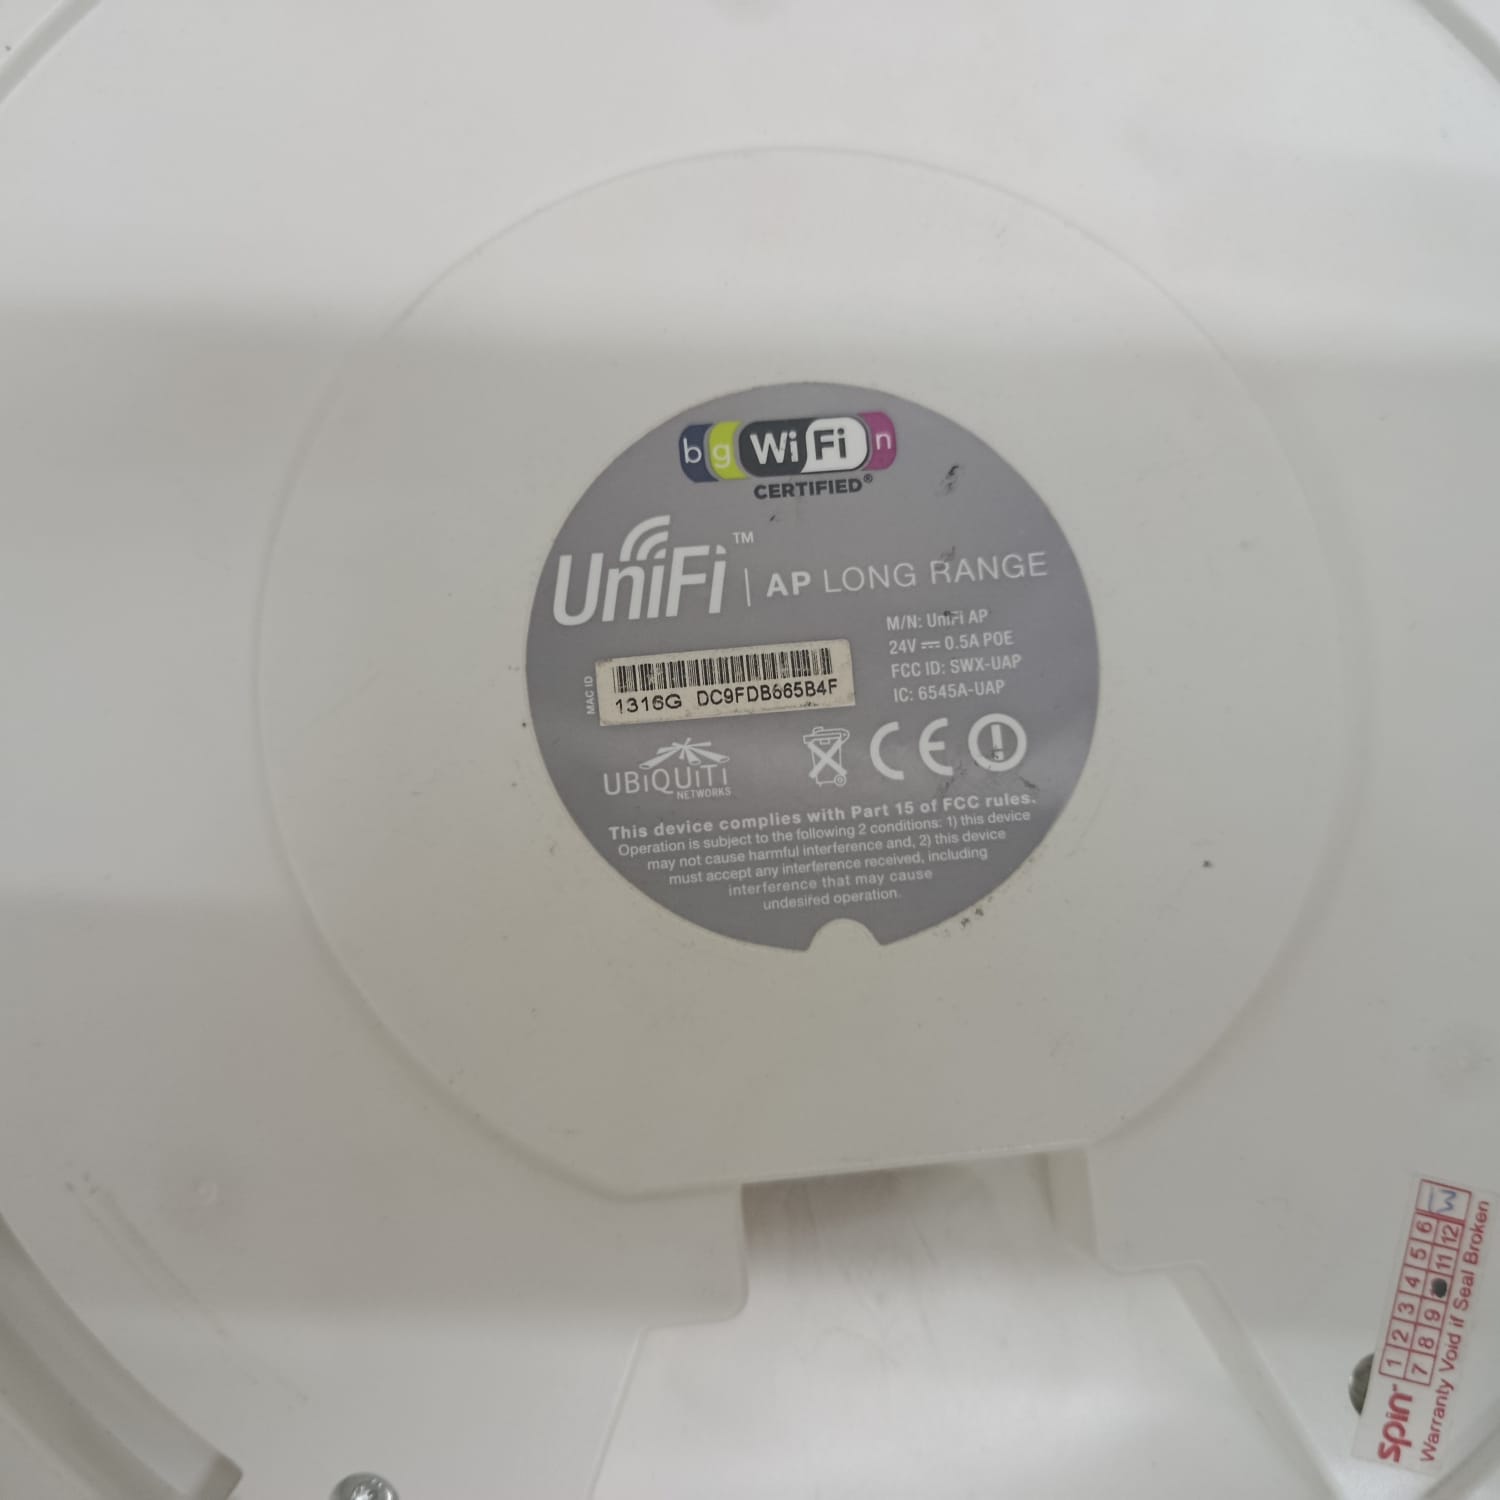 b g WiFi n
CERTIFIED®
UniFi™ | AP LONG RANGE
M/N: UniFi AP
24V ⎓ 0.5A POE
FCC ID: SWX-UAP
IC: 6545A-UAP
MAC ID
1316G DC9FDB665B4F
UBiQUiTi
NETWORKS
CE
This device complies with Part 15 of FCC rules.
Operation is subject to the following 2 conditions: 1) this device
may not cause harmful interference and, 2) this device
must accept any interference received, including
interference that may cause
undesired operation.
spin
1 2 3 4 5 6 W
7 8 9 11 12
Warranty Void if Seal Broken